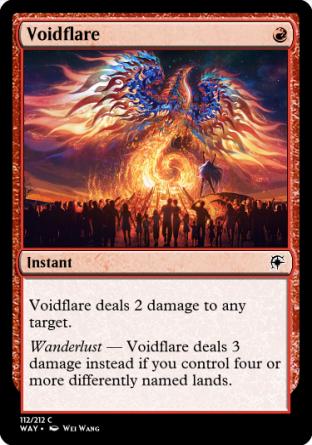 Voidflare
Instant
Voidflare deals 2 damage to any
target.
Wanderlust — Voidflare deals 3
damage instead if you control four or
more differently named lands.
112/212 C
WAY • Wei Wang